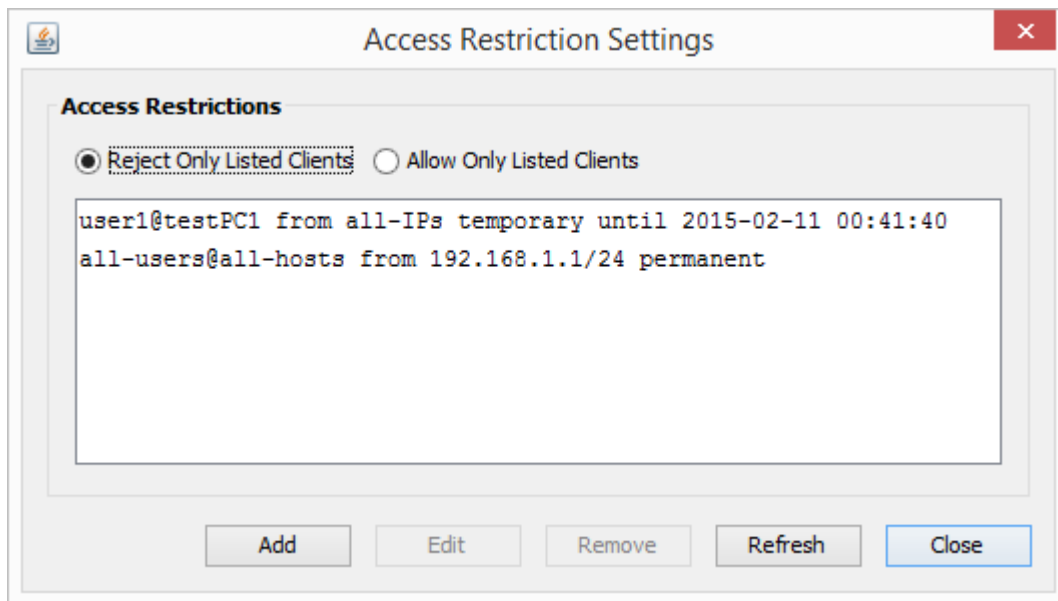 Access Restriction Settings
Access Restrictions
Reject Only Listed Clients Allow Only Listed Clients
user1@testPC1 from all-IPs temporary until 2015-02-11 00:41:40
all-users@all-hosts from 192.168.1.1/24 permanent
Add Edit Remove Refresh Close